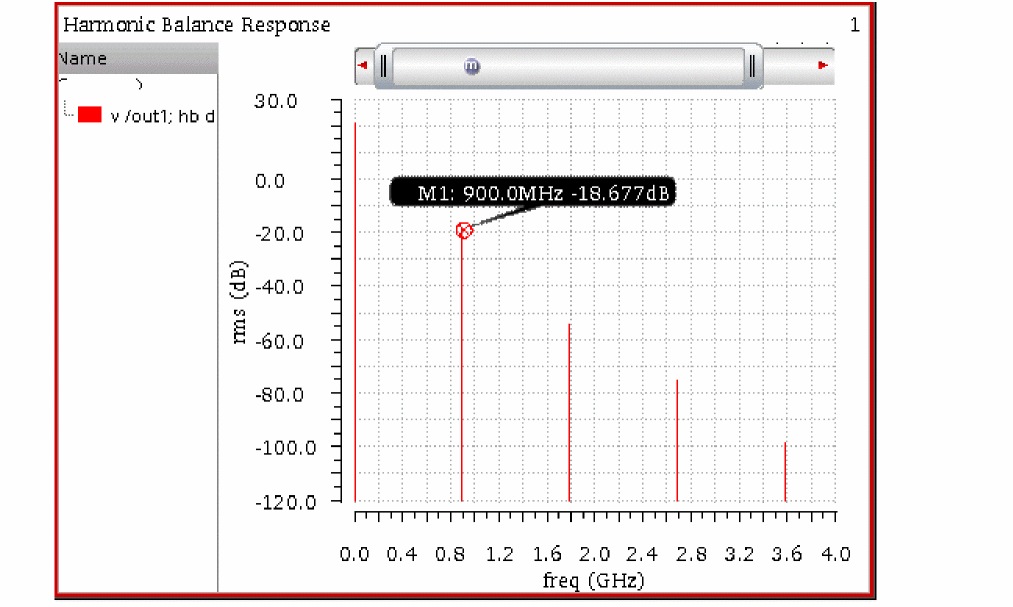 Harmonic Balance Response 1
Name
v /out1; hb d
30.0
0.0
-20.0
-40.0
-60.0
-80.0
-100.0
-120.0
rms (dB)
M1: 900.0MHz -18.677dB
m
0.0 0.4 0.8 1.2 1.6 2.0 2.4 2.8 3.2 3.6 4.0
freq (GHz)